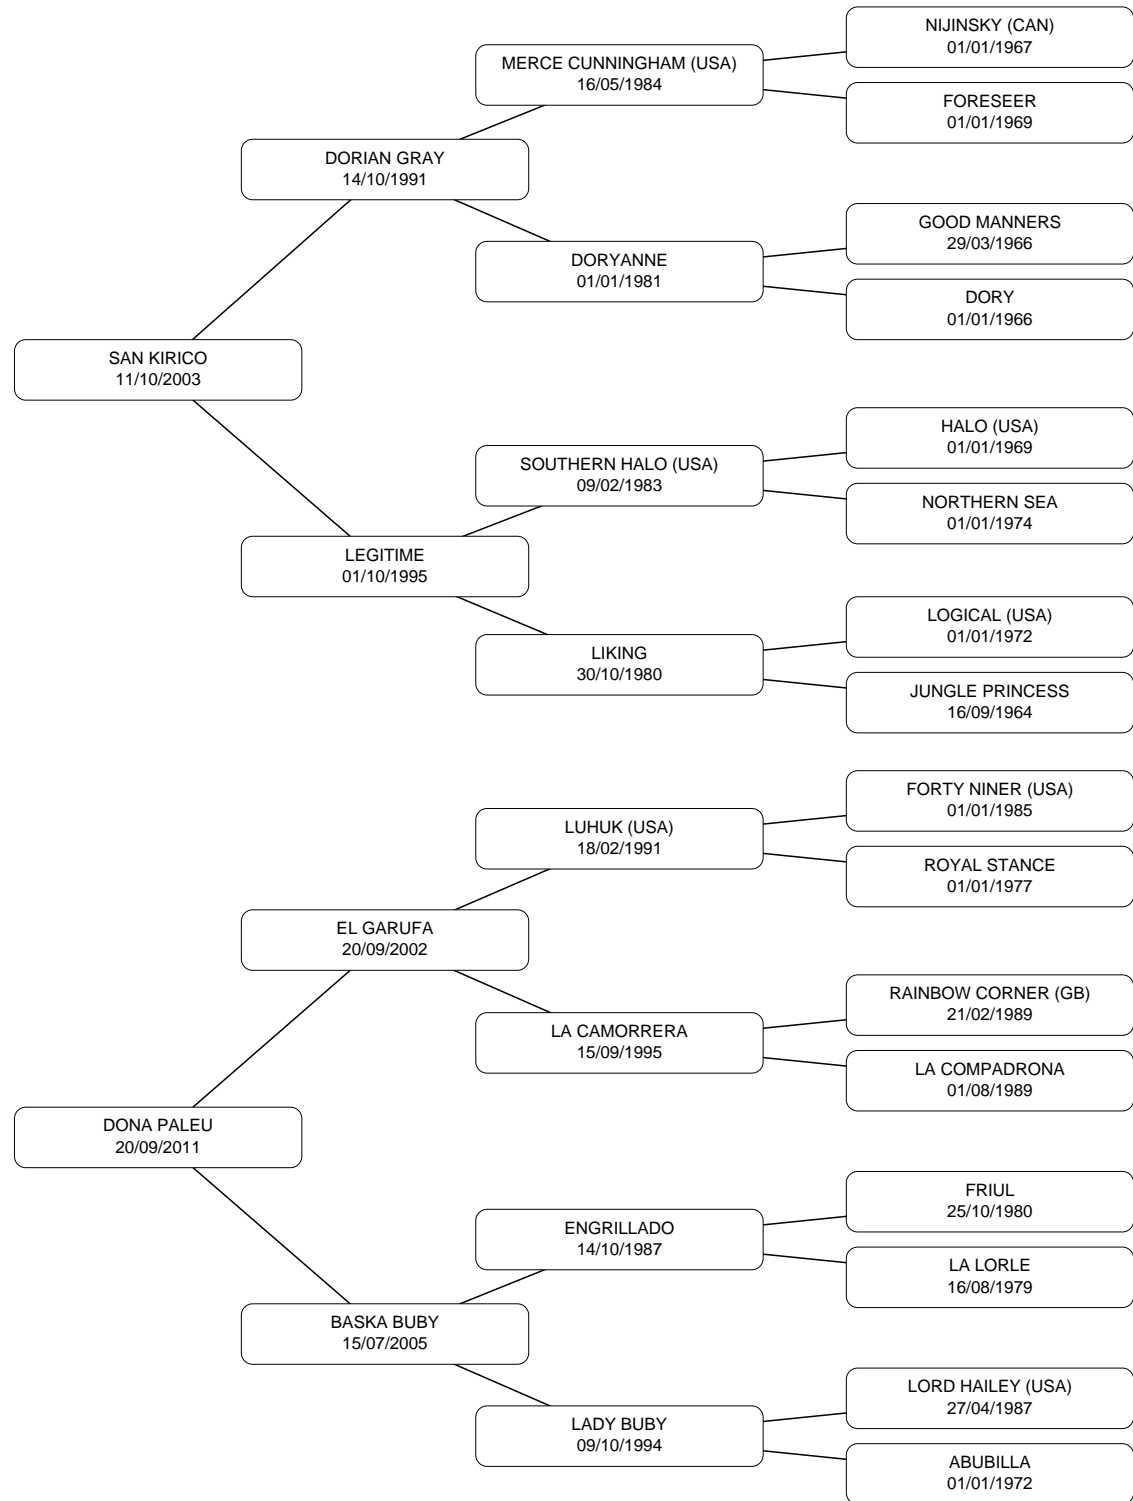 NIJINSKY (CAN)
01/01/1967
MERCE CUNNINGHAM (USA)
16/05/1984
FORESEER
01/01/1969
DORIAN GRAY
14/10/1991
GOOD MANNERS
29/03/1966
DORYANNE
01/01/1981
DORY
01/01/1966
SAN KIRICO
11/10/2003
HALO (USA)
01/01/1969
SOUTHERN HALO (USA)
09/02/1983
NORTHERN SEA
01/01/1974
LEGITIME
01/10/1995
LOGICAL (USA)
01/01/1972
LIKING
30/10/1980
JUNGLE PRINCESS
16/09/1964
FORTY NINER (USA)
01/01/1985
LUHUK (USA)
18/02/1991
ROYAL STANCE
01/01/1977
EL GARUFA
20/09/2002
RAINBOW CORNER (GB)
21/02/1989
LA CAMORRERA
15/09/1995
LA COMPADRONA
01/08/1989
DONA PALEU
20/09/2011
FRIUL
25/10/1980
ENGRILLADO
14/10/1987
LA LORLE
16/08/1979
BASKA BUBY
15/07/2005
LORD HAILEY (USA)
27/04/1987
LADY BUBY
09/10/1994
ABUBILLA
01/01/1972